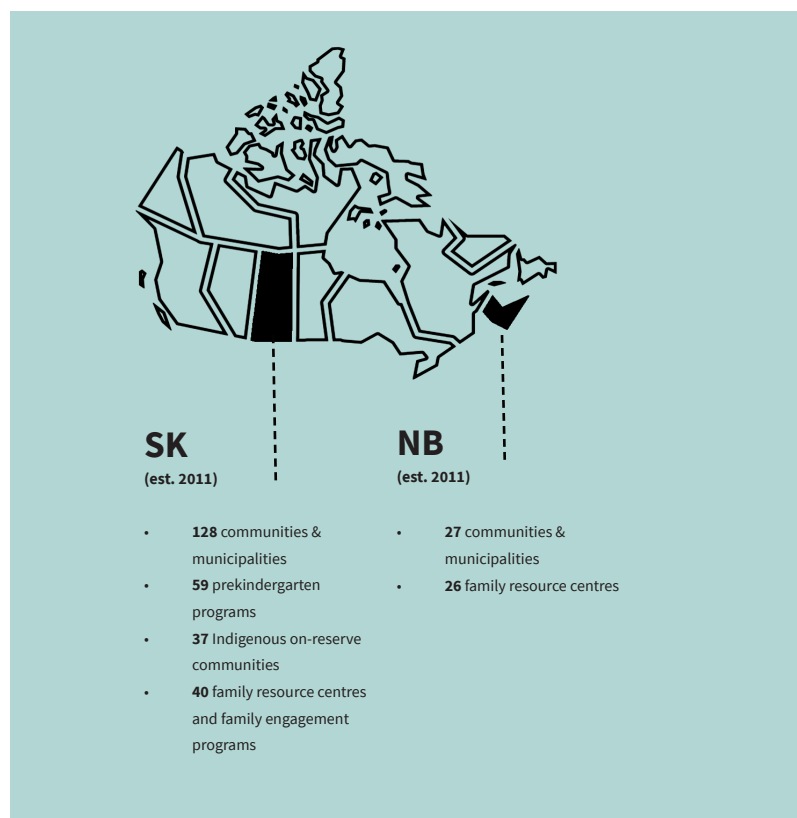 SK
(est. 2011)
• 128 communities &
municipalities
• 59 prekindergarten
programs
• 37 Indigenous on-reserve
communities
• 40 family resource centres
and family engagement
programs
NB
(est. 2011)
• 27 communities &
municipalities
• 26 family resource centres